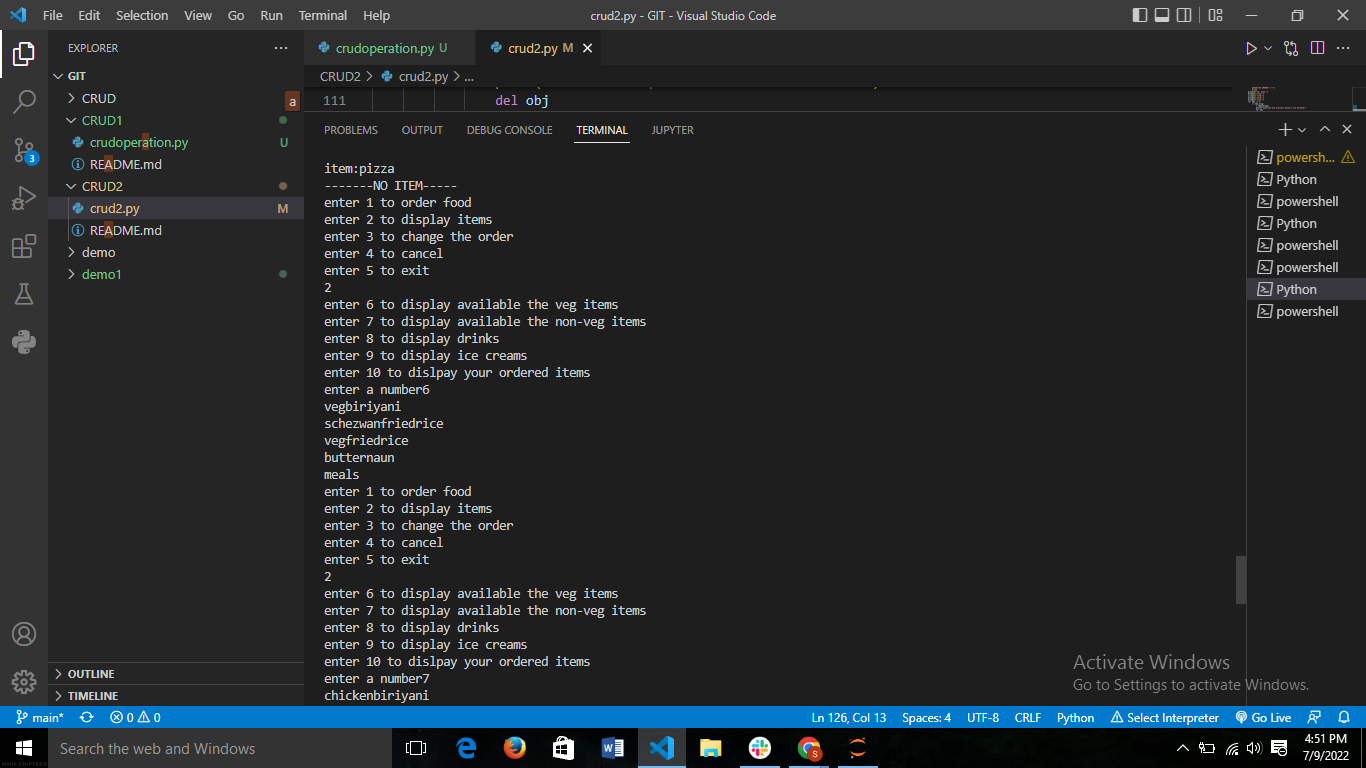 File Edit Selection View Go Run Terminal Help crud2.py - GIT - Visual Studio Code
EXPLORER
GIT
CRUD
a
CRUD1
crudoperation.py U
README.md
CRUD2
crud2.py M
README.md
demo
demo1
OUTLINE
TIMELINE
3
crudoperation.py U crud2.py M
CRUD2 > crud2.py > ...
111 del obj
PROBLEMS OUTPUT DEBUG CONSOLE TERMINAL JUPYTER
item:pizza
-------NO ITEM-----
enter 1 to order food
enter 2 to display items
enter 3 to change the order
enter 4 to cancel
enter 5 to exit
2
enter 6 to display available the veg items
enter 7 to display available the non-veg items
enter 8 to display drinks
enter 9 to display ice creams
enter 10 to dislpay your ordered items
enter a number6
vegbiriyani
schezwanfriedrice
vegfriedrice
butternaun
meals
enter 1 to order food
enter 2 to display items
enter 3 to change the order
enter 4 to cancel
enter 5 to exit
2
enter 6 to display available the veg items
enter 7 to display available the non-veg items
enter 8 to display drinks
enter 9 to display ice creams
enter 10 to dislpay your ordered items
enter a number7
chickenbiriyani
powersh...
Python
powershell
Python
powershell
powershell
Python
powershell
Activate Windows
Go to Settings to activate Windows.
main* 0 0 Ln 126, Col 13 Spaces: 4 UTF-8 CRLF Python Select Interpreter Go Live
Search the web and Windows
4:51 PM
7/9/2022